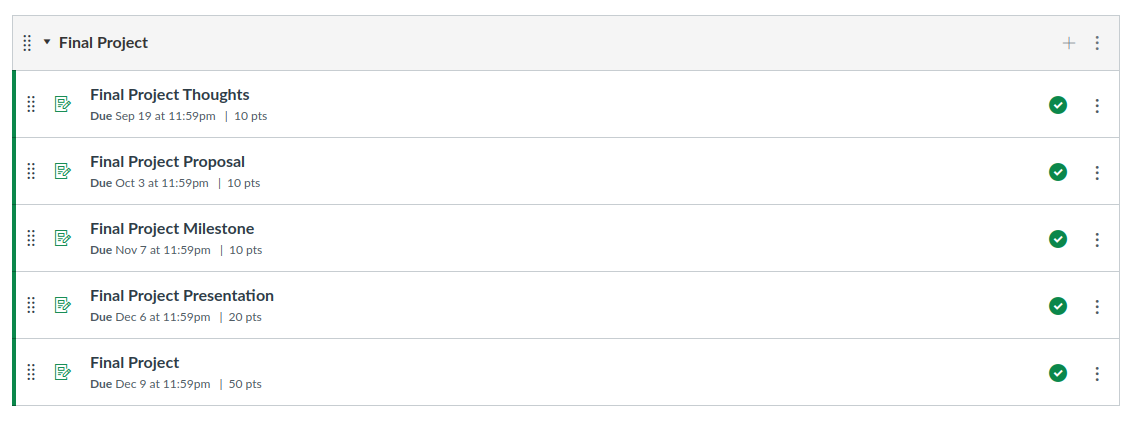 Final Project
Final Project Thoughts
Due Sep 19 at 11:59pm | 10 pts
Final Project Proposal
Due Oct 3 at 11:59pm | 10 pts
Final Project Milestone
Due Nov 7 at 11:59pm | 10 pts
Final Project Presentation
Due Dec 6 at 11:59pm | 20 pts
Final Project
Due Dec 9 at 11:59pm | 50 pts